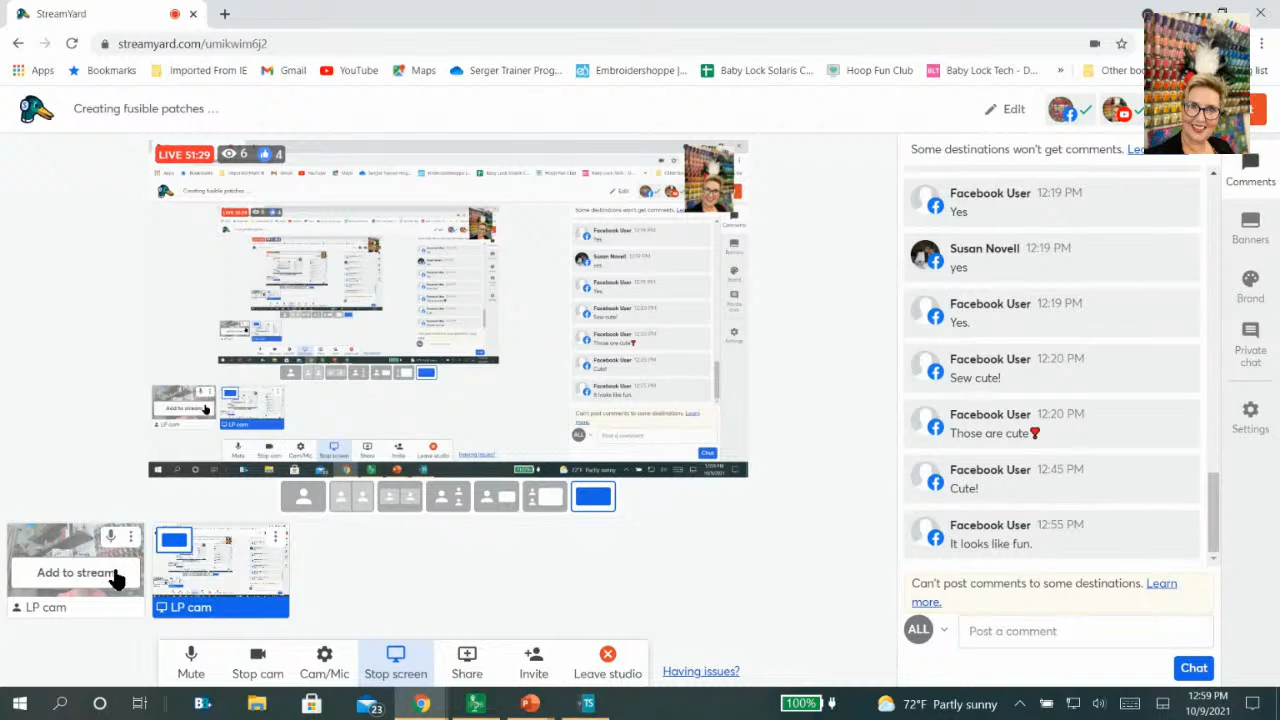 StreamYard
streamyard.com/umikwim6j2
Apps
Bookmarks
Imported From IE
Gmail
YouTube
Maps
Serger Trainer Prog...
Embroidershoppe |...
Baby Lock Solaris C...
Hoop Fun Club
Baby Lock Tech - D...
»
Other boo
g list
Creating fusible patches ...
Edit
LIVE 51:29
6
4
Some destinations won't get comments. Le
Facebook User 12:19 PM
Yes
n Novell 12:19 PM
yes
Facebook User 12:19 PM
Yes.
Facebook User 12:20 PM
Sew cute!
Facebook User 12:20 PM
Those are cute
Facebook User 12:45 PM
Cute!
Facebook User 12:55 PM
It looks like fun.
Can't post comments to some destinations. Learn
more.
ALL
Post a comment
Chat
Comments
Banners
Brand
Private
chat
Settings
Add to stream
LP cam
LP cam
Mute
Stop cam
Cam/Mic
Stop screen
Share
Invite
Leave studio
Having issues?
23
100%
72°F Partly sunny
12:59 PM
10/9/2021